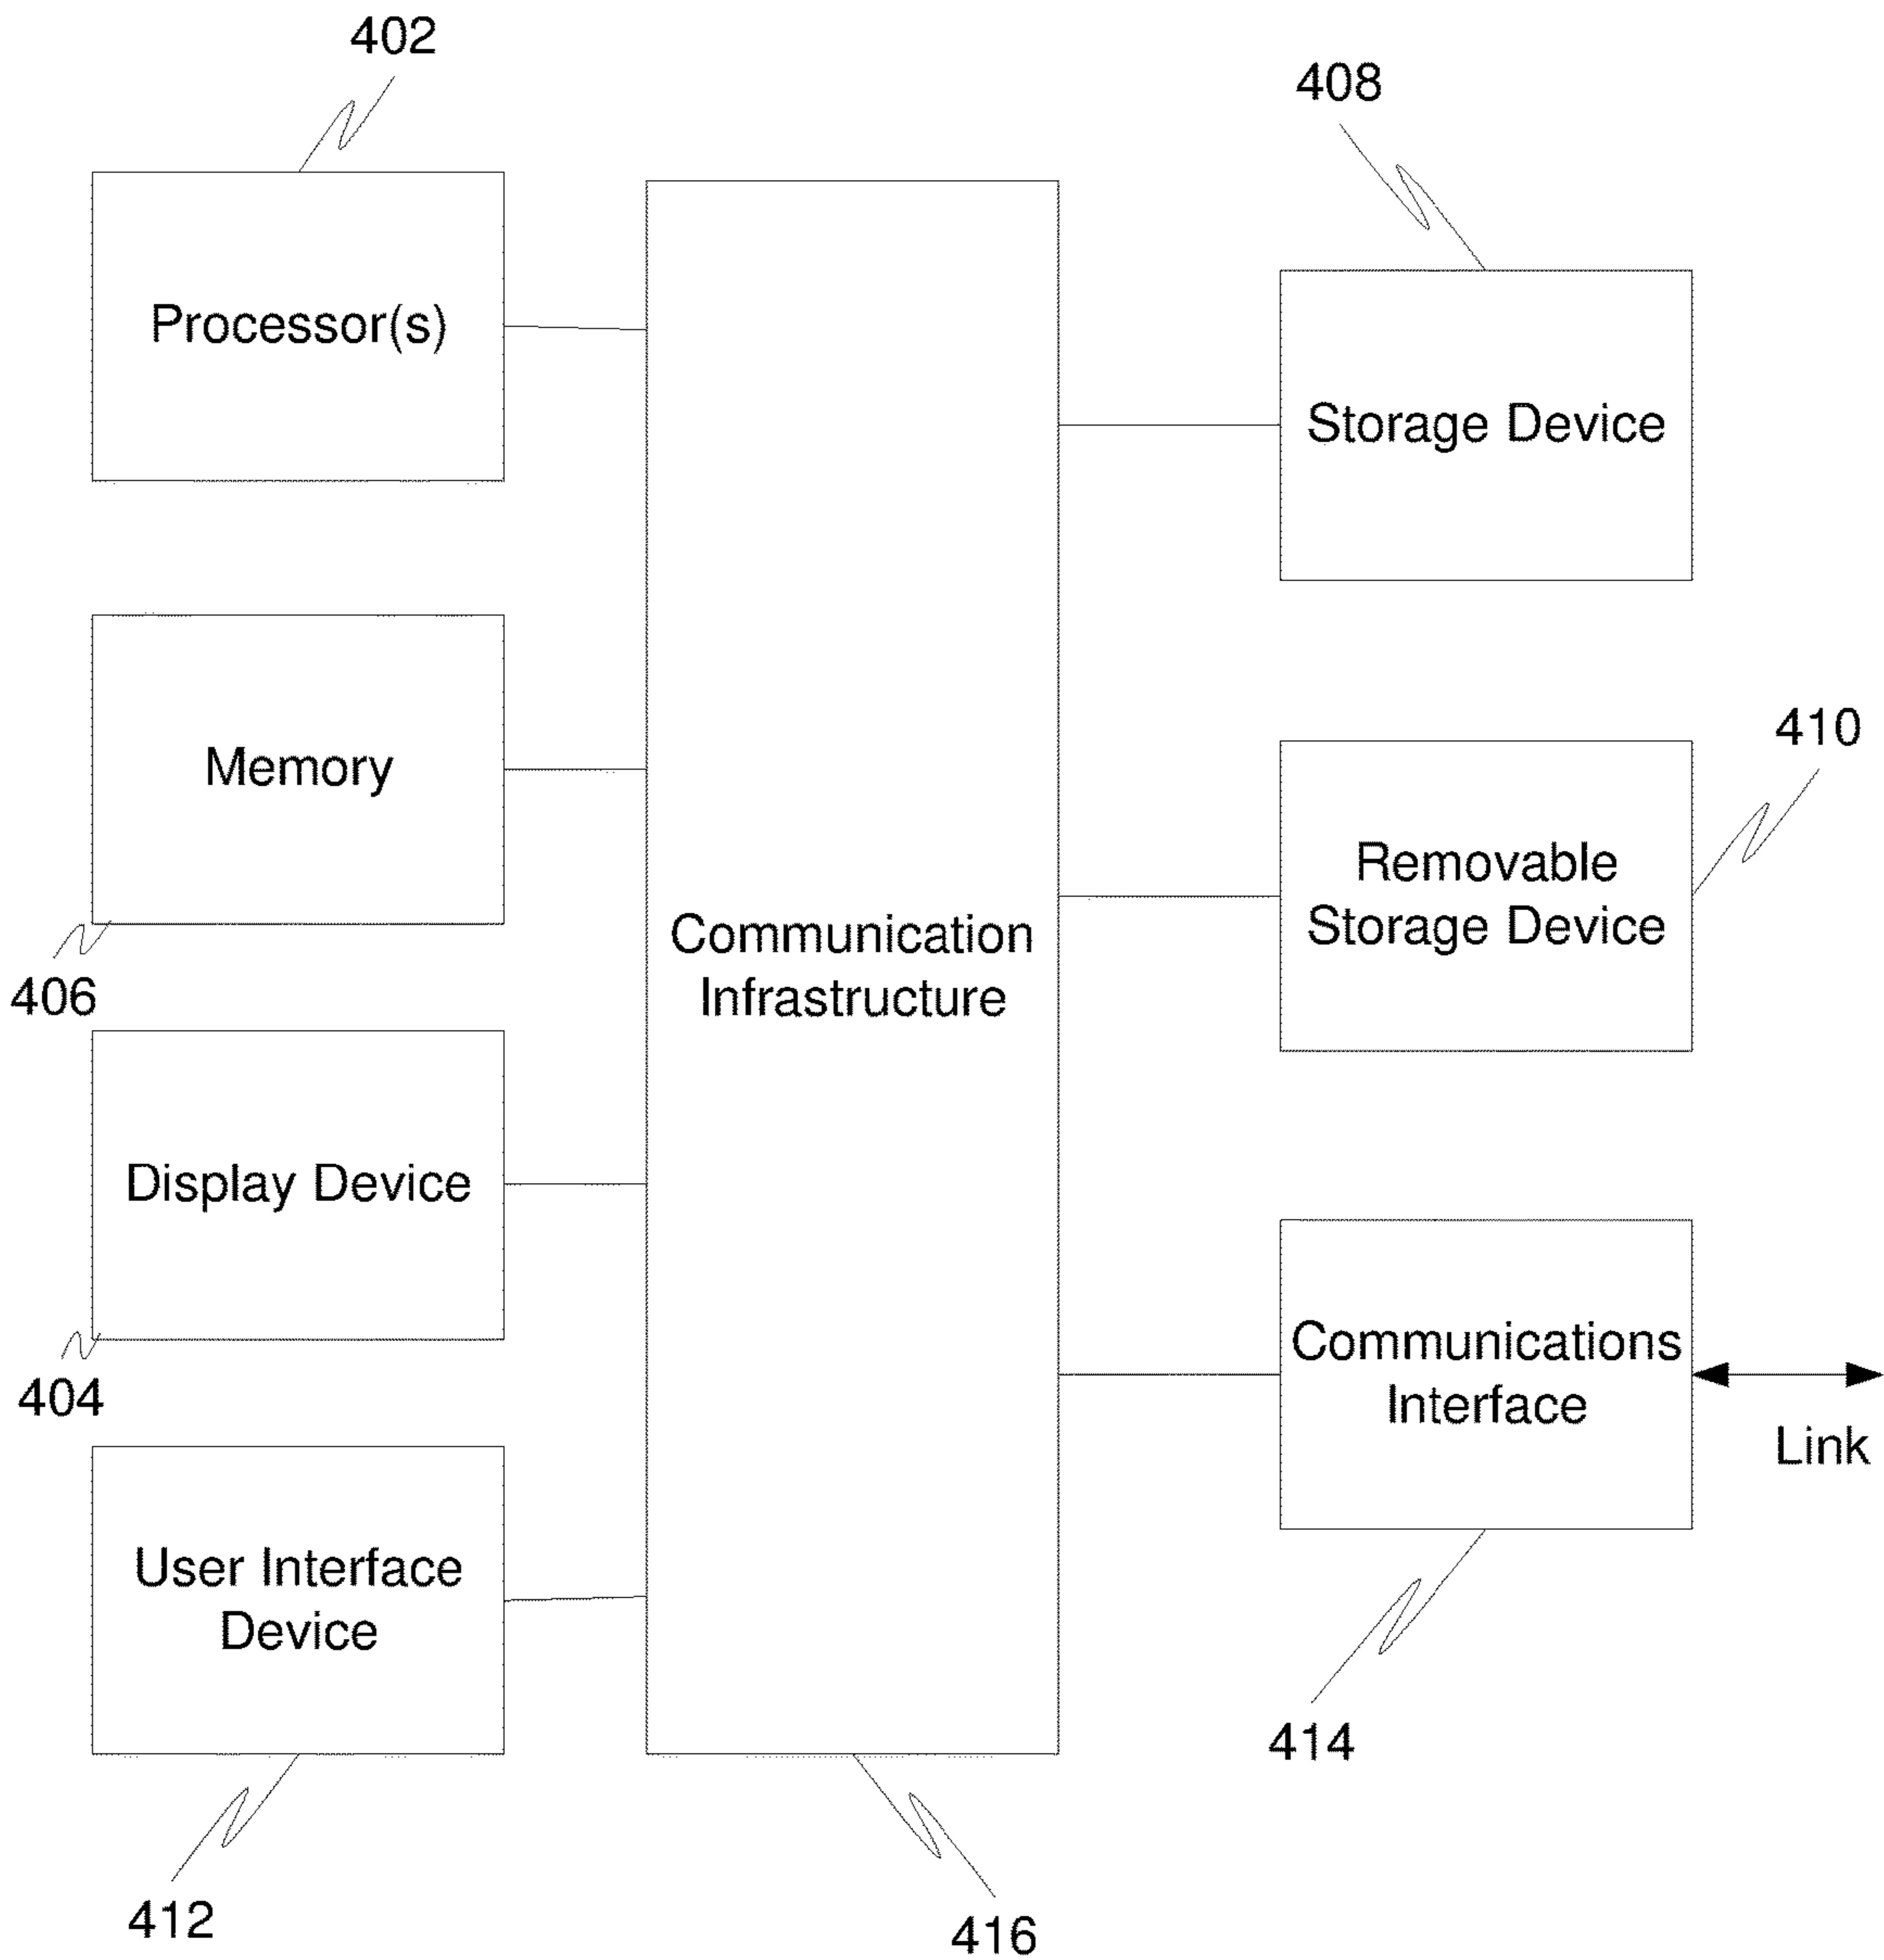 402
408
Processor(s)
Storage Device
Memory
410
Removable
Storage Device
406
Communication
Infrastructure
Display Device
404
Communications
Interface
Link
User Interface
Device
414
412
416